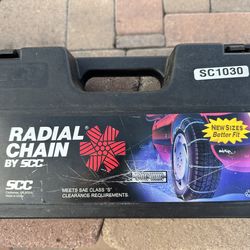 SC1030
NEW SIZES
Better Fit
RADIAL
CHAIN
BY SCC
SCC
MEETS SAE CLASS "S"
CLEARANCE REQUIREMENTS